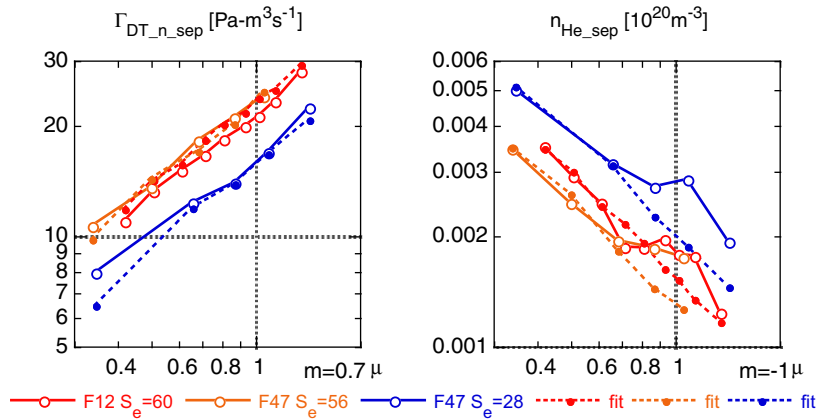 Γ_DT_n_sep [Pa-m³s⁻¹]
n_He_sep [10²⁰m⁻³]
30
20
10
9
8
7
6
5
0.4 0.6 0.8 1 m=0.7 μ
0.006
0.005
0.004
0.003
0.002
0.001
0.4 0.6 0.8 1 m=-1 μ
F12 S_e=60 F47 S_e=56 F47 S_e=28 fit fit fit